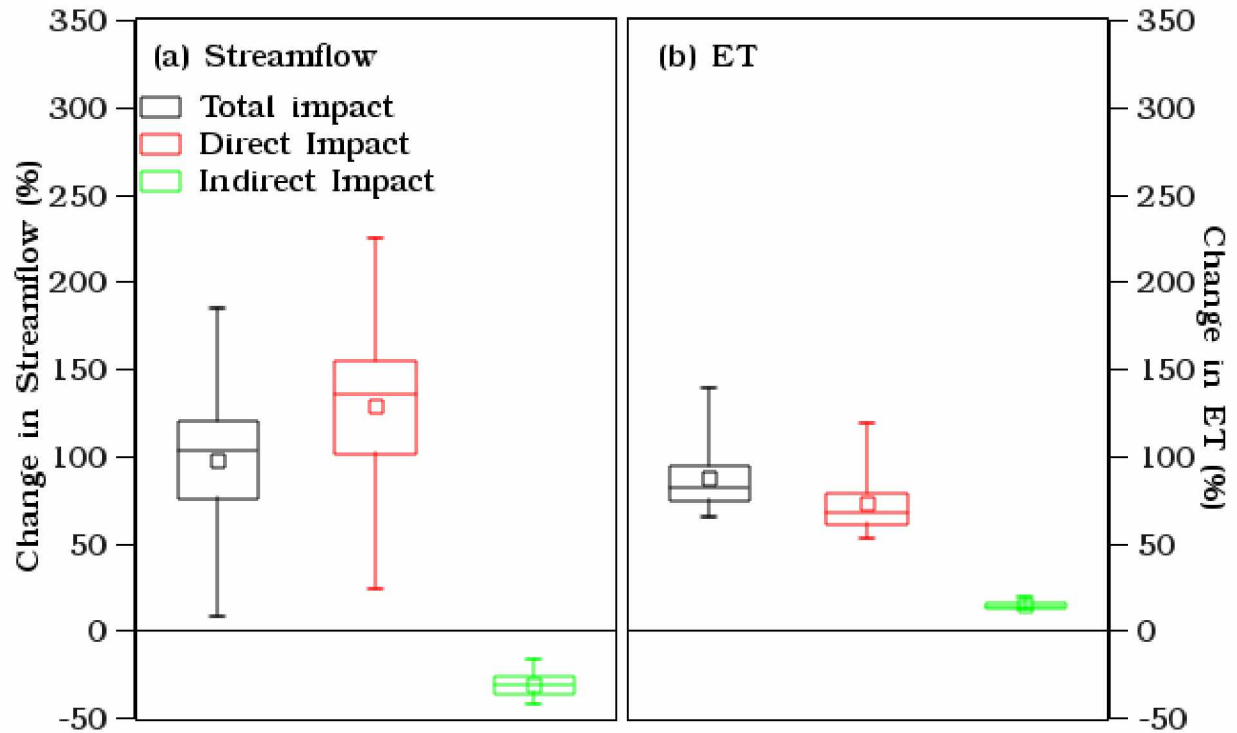 350
300
250
200
150
100
50
0
-50
Change in Streamflow (%)
(a) Streamflow
Total impact
Direct Impact
Indirect Impact
(b) ET
350
300
250
200
150
100
50
0
-50
Change in ET (%)